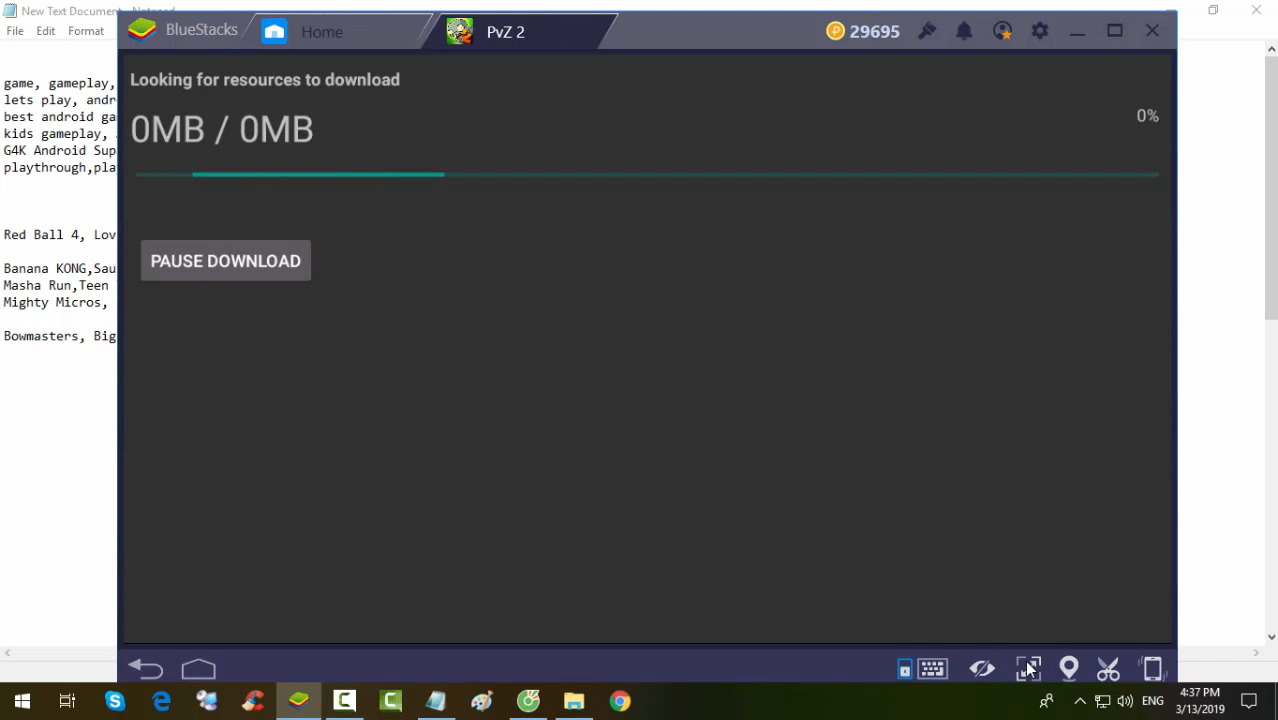 New Text Document - Notepad
File Edit Format
BlueStacks Home PvZ 2 29695
Looking for resources to download
0MB / 0MB
0%
PAUSE DOWNLOAD
game, gameplay,
lets play, andr
best android ga
kids gameplay,
G4K Android Sup
playthrough,pla
Red Ball 4, Lov
Banana KONG,Sau
Masha Run,Teen
Mighty Micros,
Bowmasters, Big
ENG
4:37 PM
3/13/2019